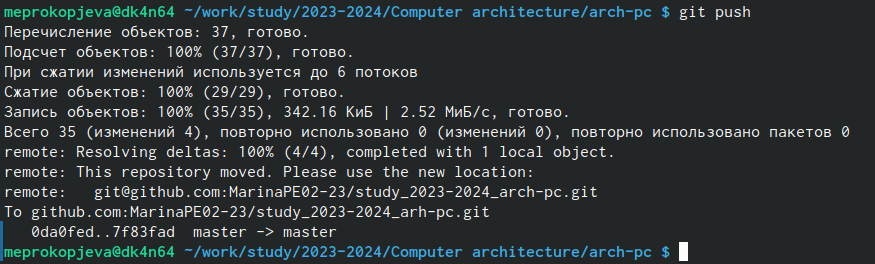 meprokopjeva@dk4n64 ~/work/study/2023-2024/Computer architecture/arch-pc $ git push
Перечисление объектов: 37, готово.
Подсчет объектов: 100% (37/37), готово.
При сжатии изменений используется до 6 потоков
Сжатие объектов: 100% (29/29), готово.
Запись объектов: 100% (35/35), 342.16 КиБ | 2.52 МиБ/с, готово.
Всего 35 (изменений 4), повторно использовано 0 (изменений 0), повторно использовано пакетов 0
remote: Resolving deltas: 100% (4/4), completed with 1 local object.
remote: This repository moved. Please use the new location:
remote:   git@github.com:MarinaPE02-23/study_2023-2024_arch-pc.git
To github.com:MarinaPE02-23/study_2023-2024_arh-pc.git
   0da0fed..7f83fad  master -> master
meprokopjeva@dk4n64 ~/work/study/2023-2024/Computer architecture/arch-pc $